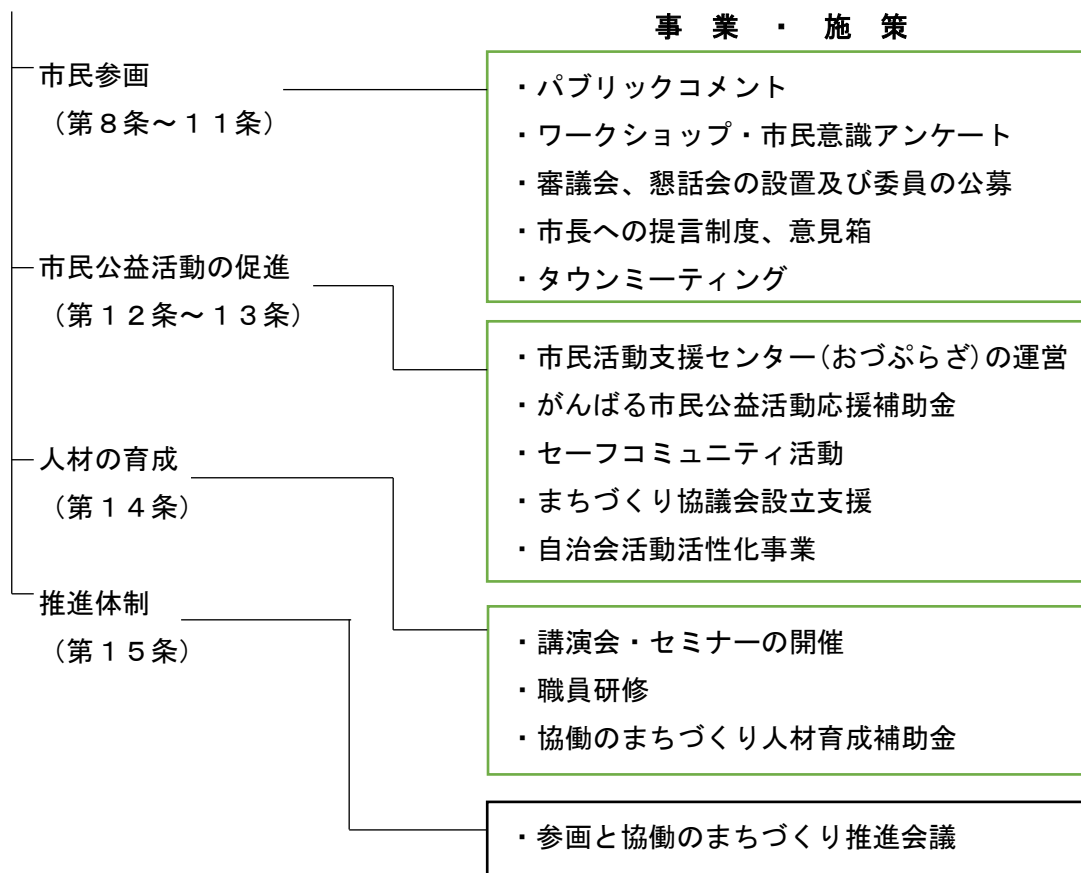 事 業 ・ 施 策
市民参画
（第８条～１１条）
・パブリックコメント
・ワークショップ・市民意識アンケート
・審議会、懇話会の設置及び委員の公募
・市長への提言制度、意見箱
・タウンミーティング
市民公益活動の促進
（第１２条～１３条）
・市民活動支援センター(おづぷらざ)の運営
・がんばる市民公益活動応援補助金
・セーフコミュニティ活動
・まちづくり協議会設立支援
・自治会活動活性化事業
人材の育成
（第１４条）
・講演会・セミナーの開催
・職員研修
・協働のまちづくり人材育成補助金
推進体制
（第１５条）
・参画と協働のまちづくり推進会議